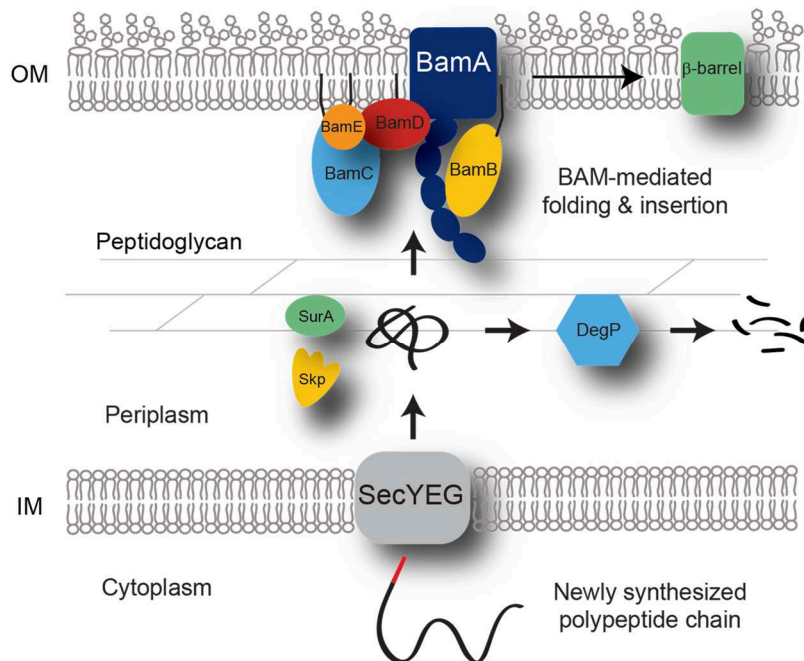 OM
BamA
β-barrel
BamE
BamD
BamC
BamB
BAM-mediated
folding & insertion
Peptidoglycan
SurA
DegP
Skp
Periplasm
IM
SecYEG
Cytoplasm
Newly synthesized
polypeptide chain